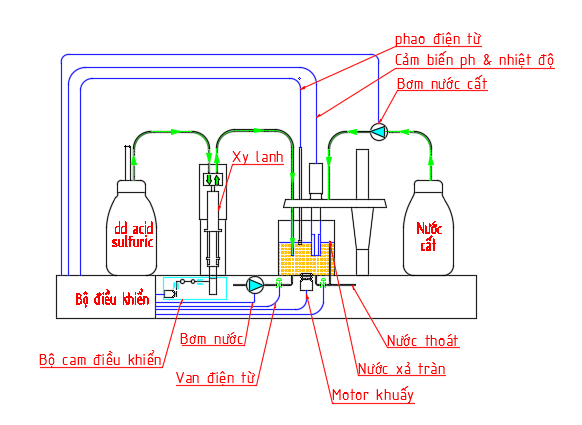 phao điện từ
Cảm biến ph & nhiệt độ
Bơm nước cất
Xy lanh
dd acid
sulfuric
Nước
cất
Bộ điều khiển
Bơm nước
Nước thoát
Bộ cam điều khiển
Van điện từ
Nước xả tràn
Motor khuấy